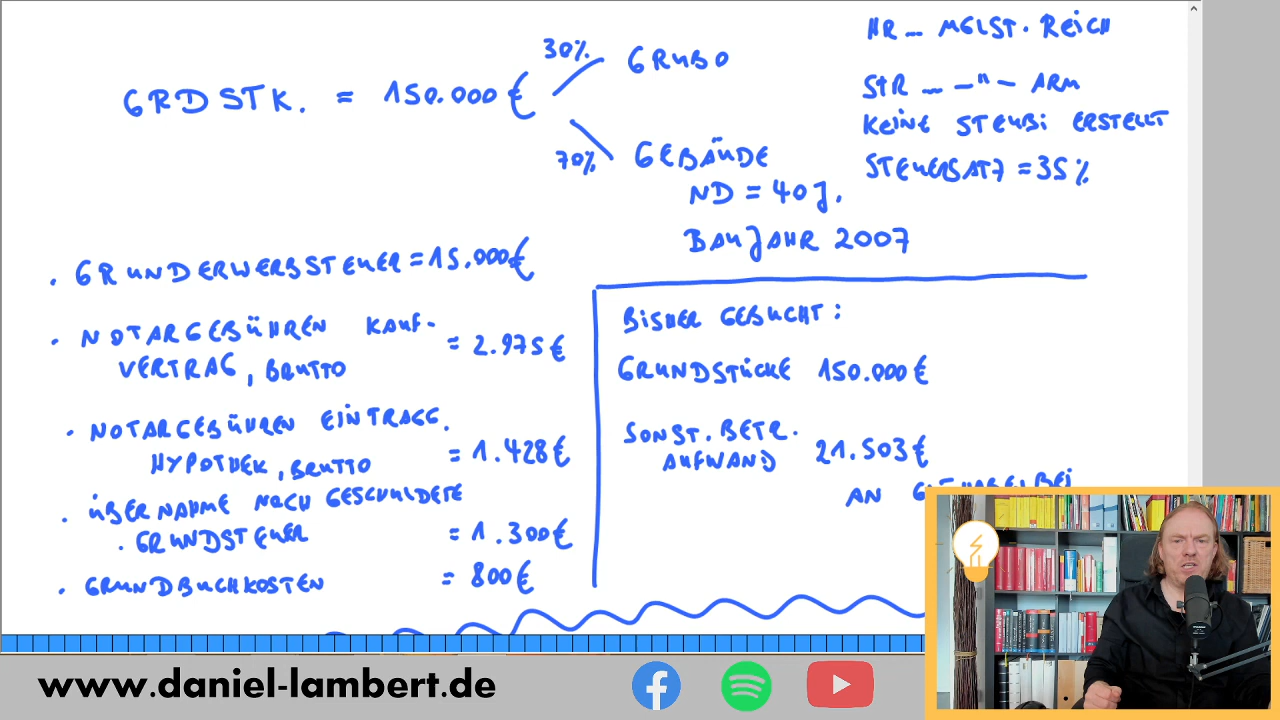 GRDSTK. = 150.000 €
30% GRUBO
70% GEBÄUDE
ND = 40 J.
BAUJAHR 2007
HR ... MGLST. REICH
STR ... -"- ARM
KEINE STEUBI ERSTELLT
STEUERSATZ = 35 %
. GRUNDERWERBSTEUER = 15.000 €
. NOTARGEBÜHREN KAUF-
VERTRAG, BRUTTO = 2.975 €
. NOTARGEBÜHREN EINTRAGG.
HYPOTHEK, BRUTTO = 1.428 €
. ÜBERNAHME NOCH GESCHULDETE
. GRUNDSTEUER = 1.300 €
. GRUNDBUCHKOSTEN = 800 €
BISHER GEBUCHT:
GRUNDSTÜCKE 150.000 €
SONST. BETR.
AUFWAND 21.503 €
AN
www.daniel-lambert.de